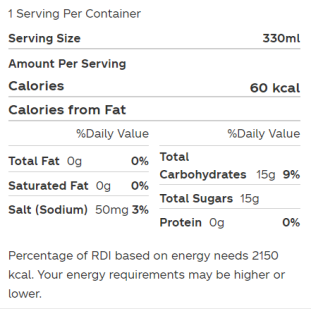 1 Serving Per Container
Serving Size 330ml
Amount Per Serving
Calories 60 kcal
Calories from Fat
%Daily Value %Daily Value
Total Fat 0g 0%
Saturated Fat 0g 0%
Salt (Sodium) 50mg 3%
Total
Carbohydrates 15g 9%
Total Sugars 15g
Protein 0g 0%
Percentage of RDI based on energy needs 2150
kcal. Your energy requirements may be higher or
lower.